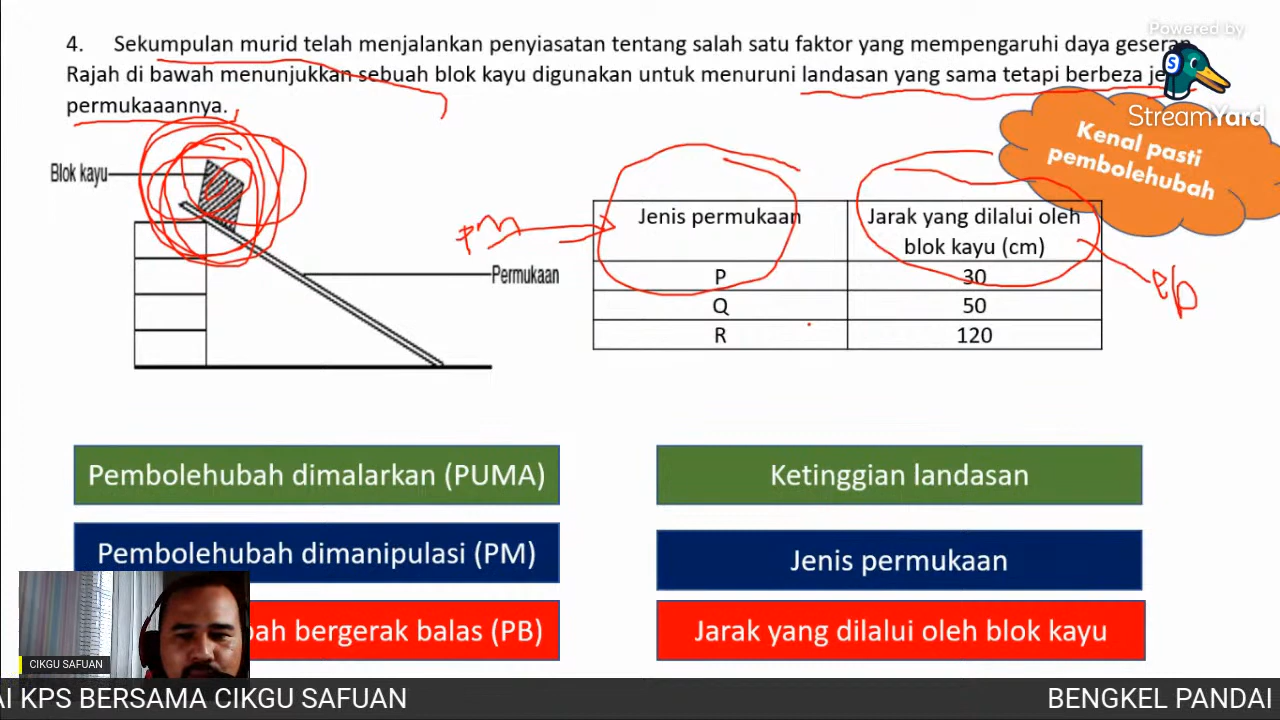 Powered by
StreamYard
4. Sekumpulan murid telah menjalankan penyiasatan tentang salah satu faktor yang mempengaruhi daya geseran.
Rajah di bawah menunjukkan sebuah blok kayu digunakan untuk menuruni landasan yang sama tetapi berbeza
permukaaannya.
Kenal pasti
pembolehubah
Blok kayu
Permukaan
PM
Jenis permukaan
Jarak yang dilalui oleh
blok kayu (cm)
P 30
Q 50
R 120
Pembolehubah dimalarkan (PUMA)
Ketinggian landasan
Pembolehubah dimanipulasi (PM)
Jenis permukaan
bergerak balas (PB)
Jarak yang dilalui oleh blok kayu
CIKGU SAFUAN
KPS BERSAMA CIKGU SAFUAN
BENGKEL PANDAI